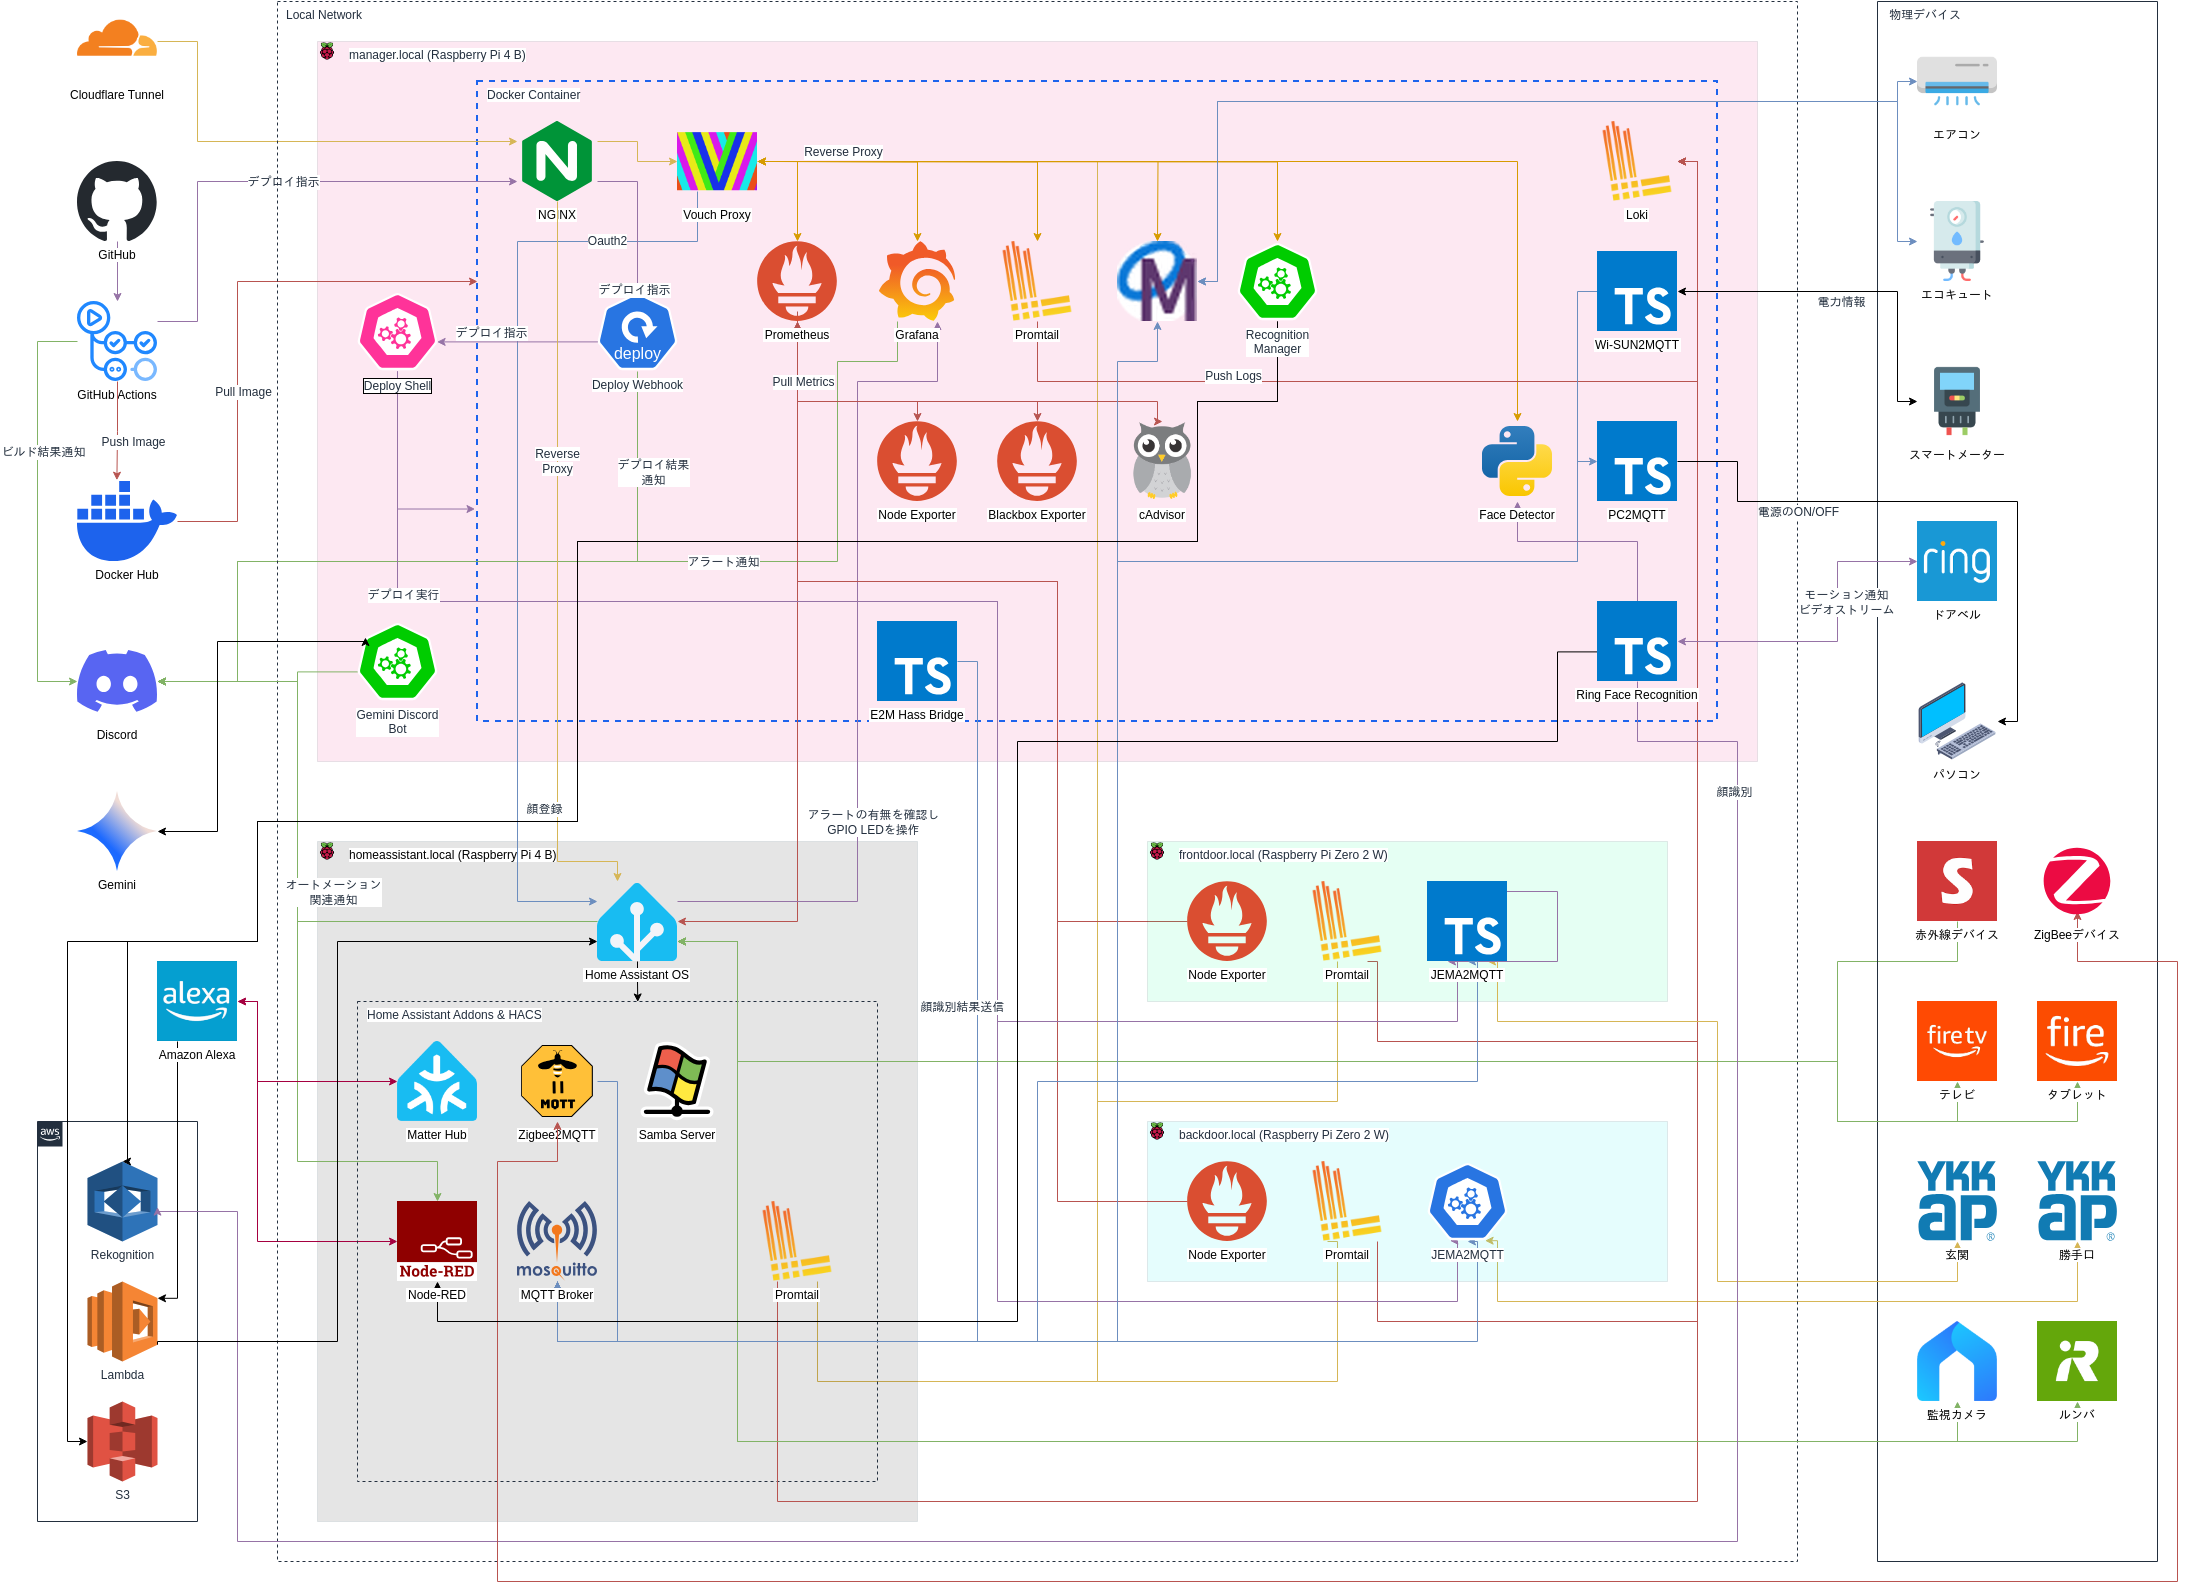 Local Network
物理デバイス
manager.local (Raspberry Pi 4 B)
Cloudflare Tunnel
Docker Container
エアコン
Reverse Proxy
デプロイ指示
NGINX
Vouch Proxy
Loki
GitHub
Oauth2
デプロイ指示
エコキュート
電力情報
デプロイ指示
deploy
Prometheus
Grafana
Promtail
M
Recognition
Manager
TS
Wi-SUN2MQTT
Deploy Shell
Deploy Webhook
Pull Metrics
Push Logs
GitHub Actions
Pull Image
Push Image
ビルド結果通知
Reverse
Proxy
デプロイ結果
通知
スマートメーター
Node Exporter
Blackbox Exporter
cAdvisor
Face Detector
TS
PC2MQTT
電源のON/OFF
Docker Hub
アラート通知
ring
デプロイ実行
モーション通知
ビデオストリーム
ドアベル
TS
E2M Hass Bridge
TS
Ring Face Recognition
Gemini Discord
Bot
Discord
パソコン
顔識別
顔登録
アラートの有無を確認し
GPIO LEDを操作
homeassistant.local (Raspberry Pi 4 B)
frontdoor.local (Raspberry Pi Zero 2 W)
Gemini
オートメーション
関連通知
Home Assistant OS
Node Exporter
Promtail
TS
JEMA2MQTT
赤外線デバイス
ZigBeeデバイス
alexa
Amazon Alexa
顔識別結果送信
Home Assistant Addons & HACS
fire tv
テレビ
fire
タブレット
Matter Hub
MQTT
Zigbee2MQTT
Samba Server
aws
backdoor.local (Raspberry Pi Zero 2 W)
Rekognition
Node Exporter
Promtail
JEMA2MQTT
YKK
ap
玄関
YKK
ap
勝手口
Node-RED
Node-RED
mosquitto
MQTT Broker
Promtail
Lambda
監視カメラ
R
ルンバ
S3